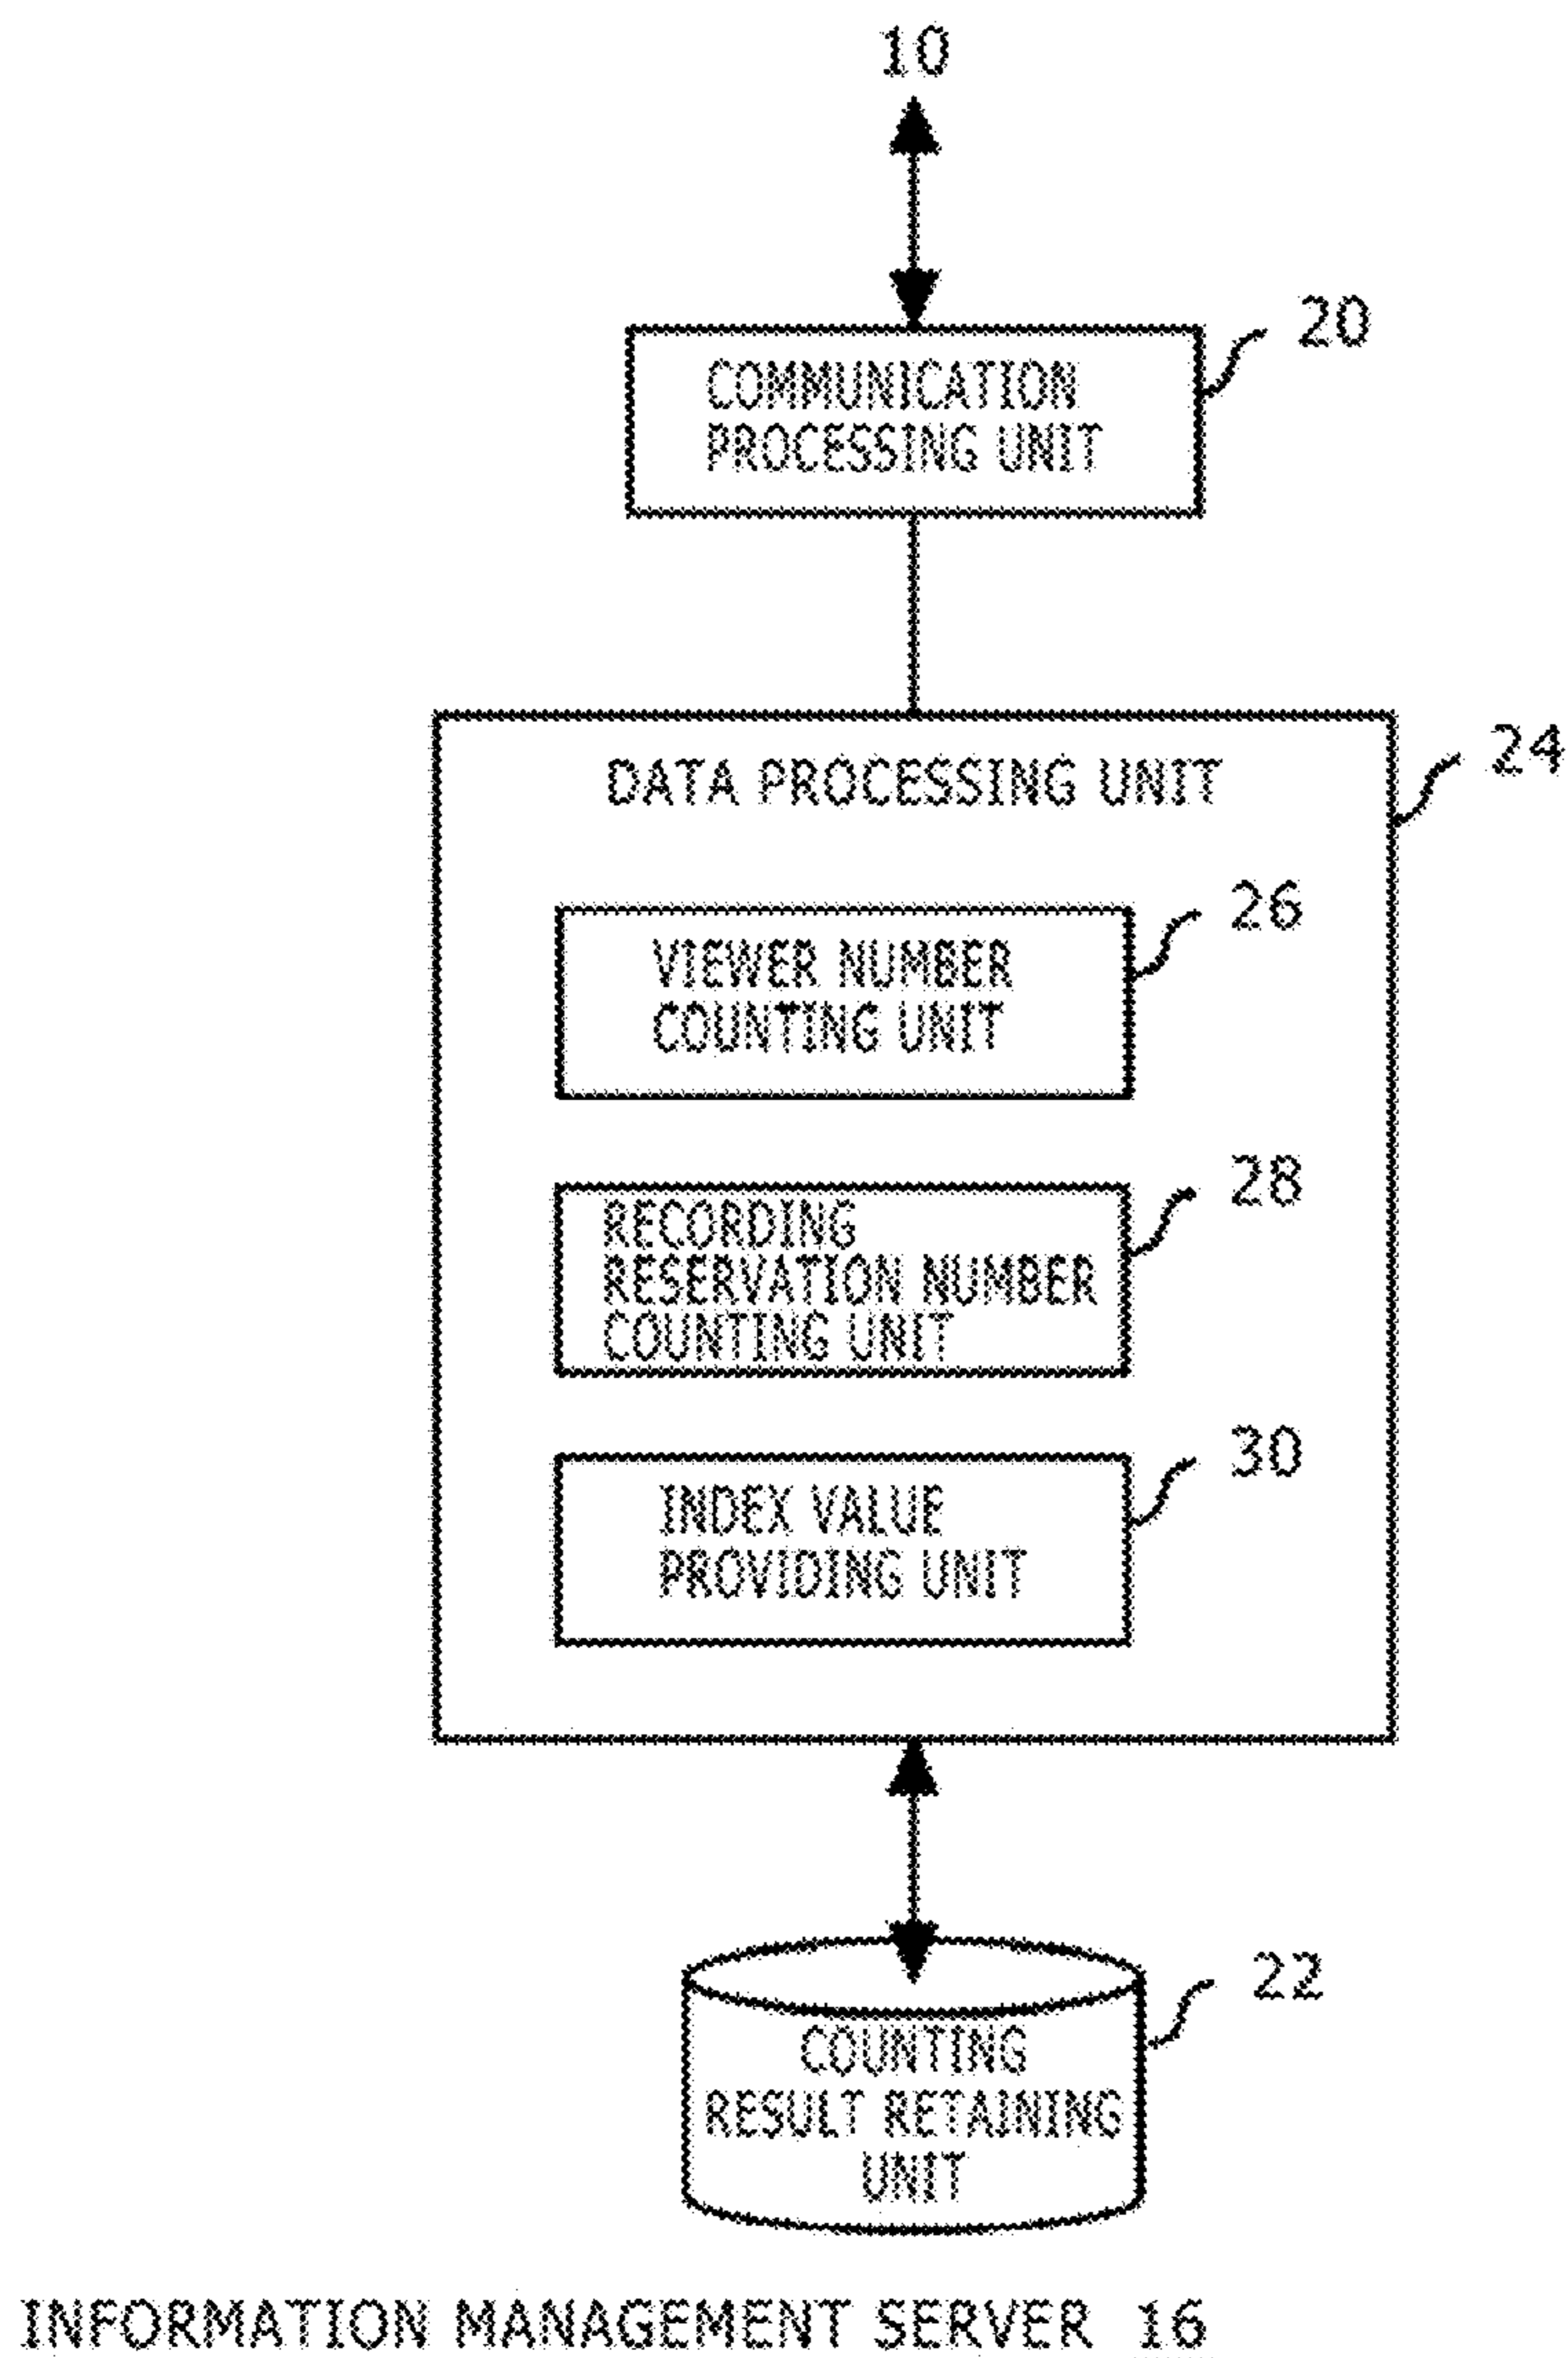 10
20
COMMUNICATION
PROCESSING UNIT
24
DATA PROCESSING UNIT
26
VIEWER NUMBER
COUNTING UNIT
28
RECORDING
RESERVATION NUMBER
COUNTING UNIT
30
INDEX VALUE
PROVIDING UNIT
22
COUNTING
RESULT RETAINING
UNIT
INFORMATION MANAGEMENT SERVER 16